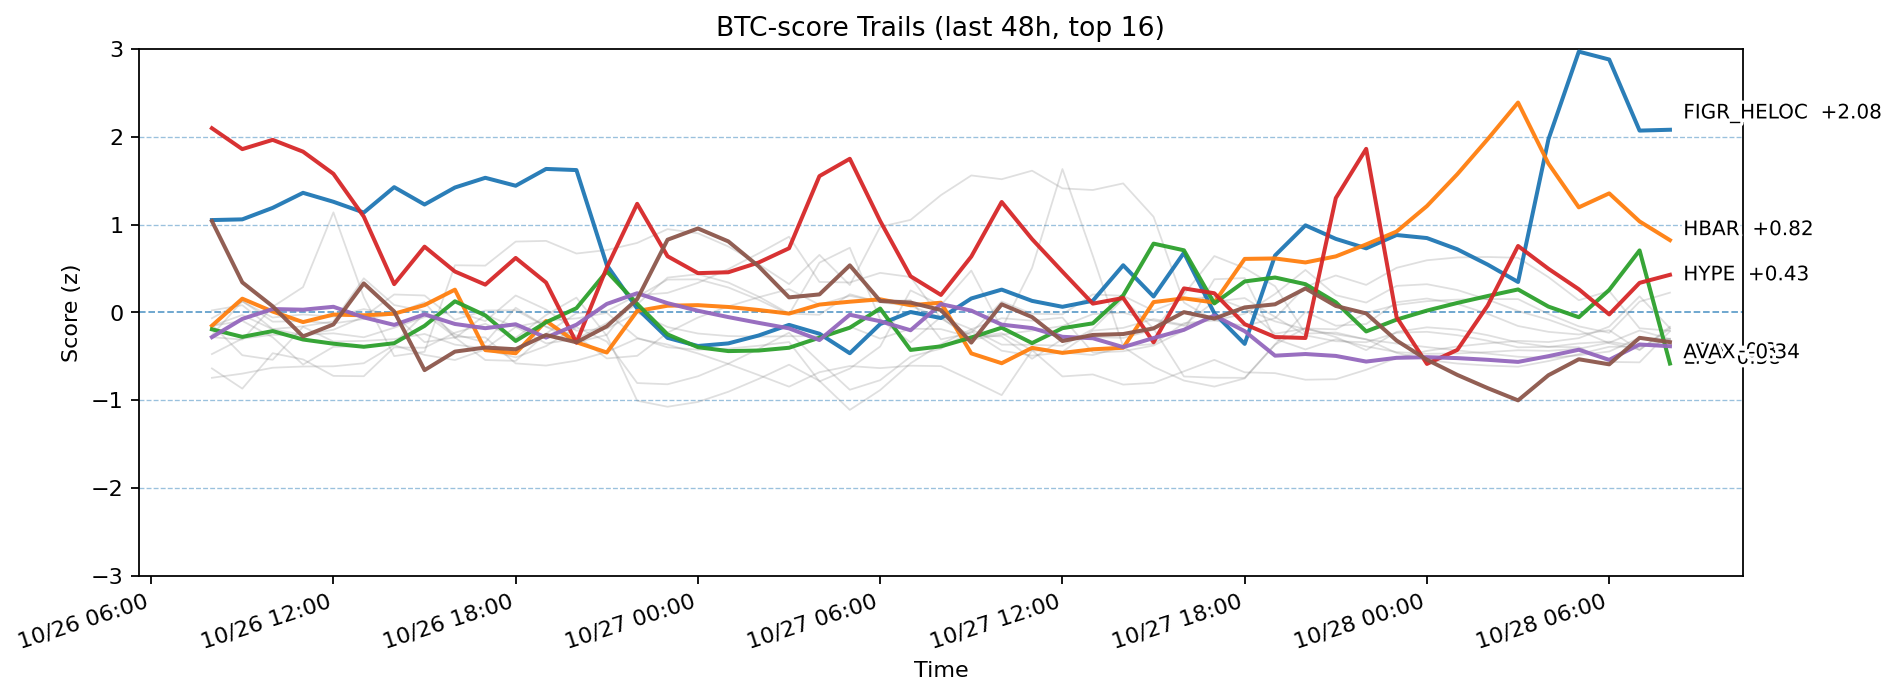 BTC-score Trails (last 48h, top 16)
Score (z)
3
2
1
0
−1
−2
−3
FIGR_HELOC +2.08
HBAR +0.82
HYPE +0.43
AVAX -0.34
10/26 06:00
10/26 12:00
10/26 18:00
10/27 00:00
10/27 06:00
10/27 12:00
10/27 18:00
10/28 00:00
10/28 06:00
Time